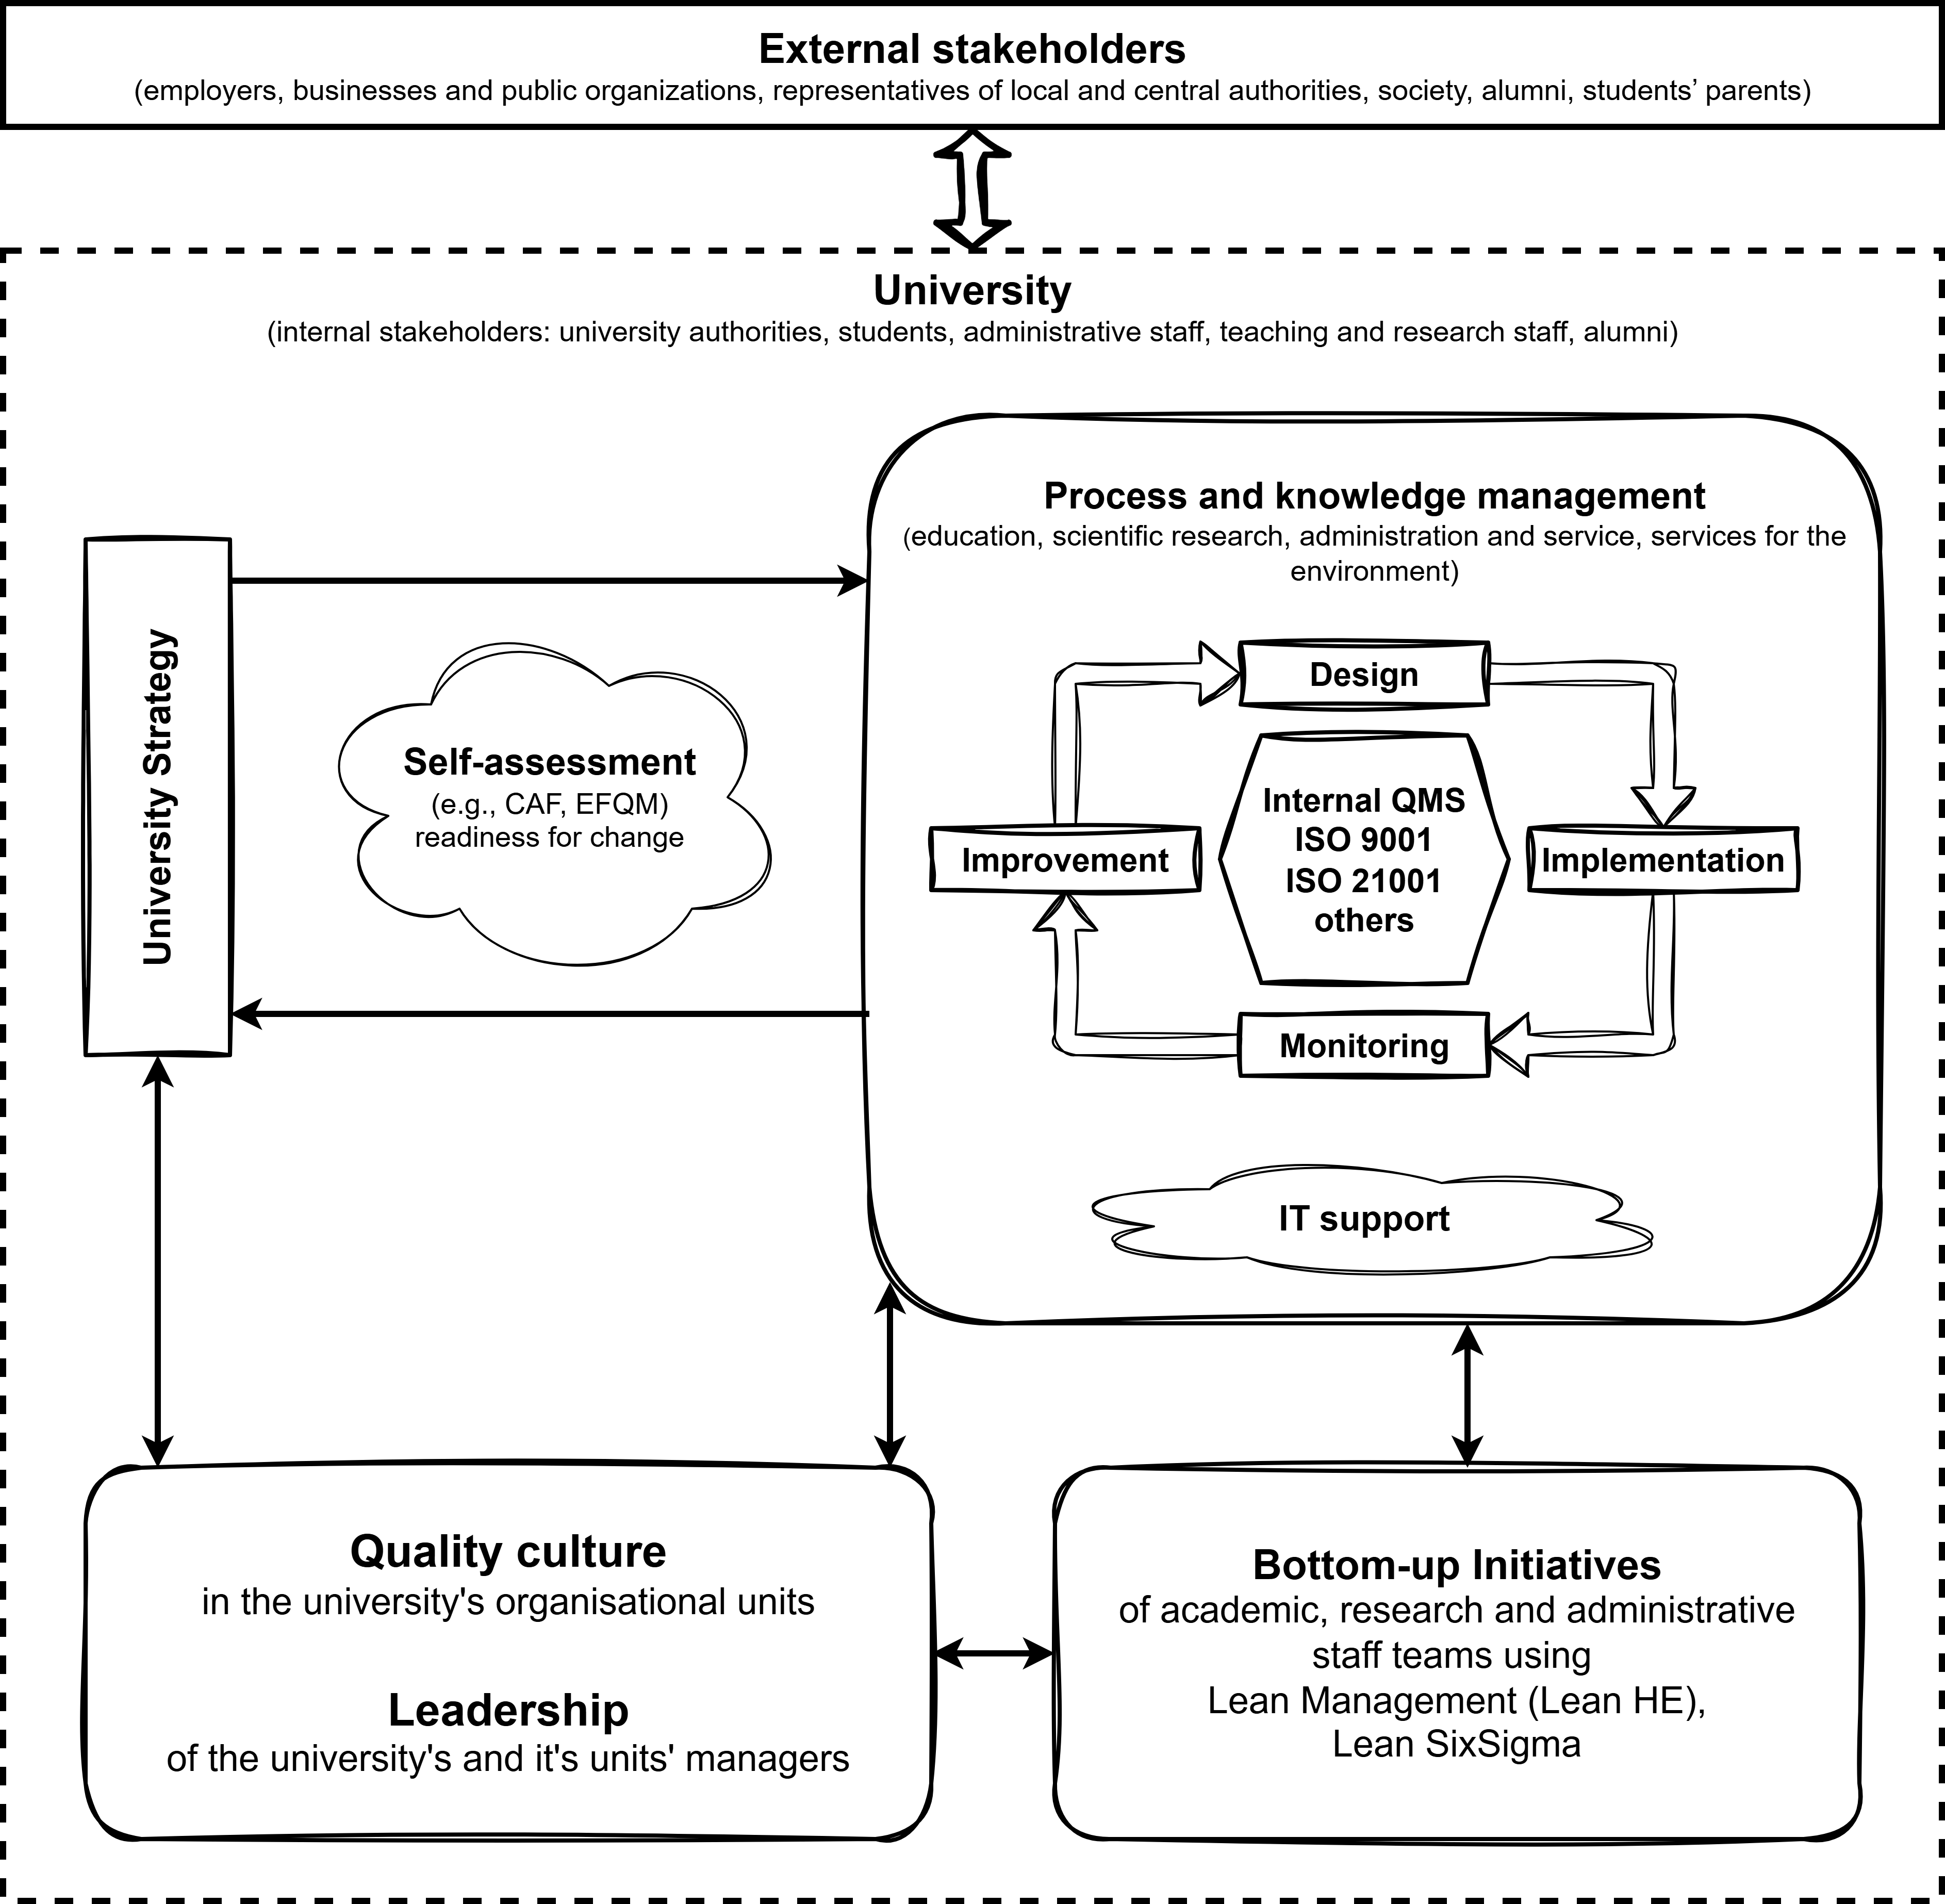 External stakeholders
(employers, businesses and public organizations, representatives of local and central authorities, society, alumni, students’ parents)
University
(internal stakeholders: university authorities, students, administrative staff, teaching and research staff, alumni)
University Strategy
Self-assessment
(e.g., CAF, EFQM)
readiness for change
Process and knowledge management
(education, scientific research, administration and service, services for the
environment)
Design
Improvement
Internal QMS
ISO 9001
ISO 21001
others
Implementation
Monitoring
IT support
Quality culture
in the university's organisational units
Leadership
of the university's and it's units' managers
Bottom-up Initiatives
of academic, research and administrative
staff teams using
Lean Management (Lean HE),
Lean SixSigma